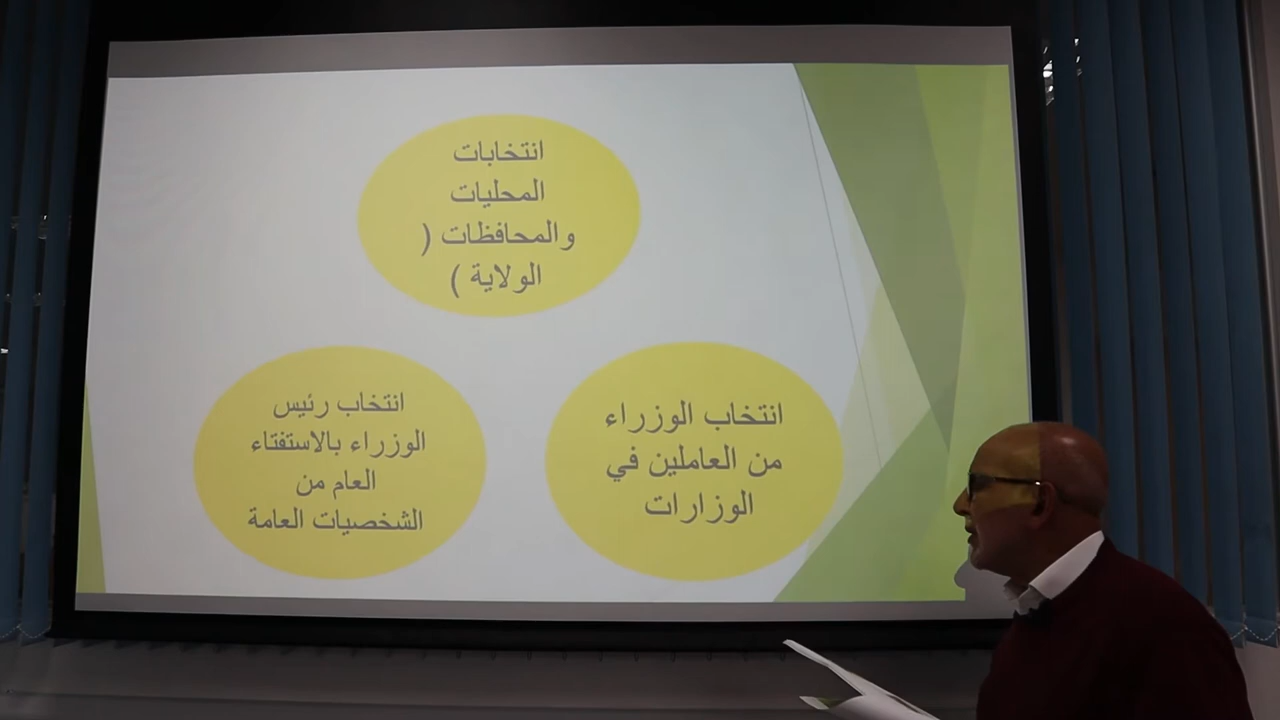 انتخابات
المحليات
والمحافظات (
الولاية )
انتخاب الوزراء
من العاملين في
الوزارات
انتخاب رئيس
الوزراء بالاستفتاء
العام من
الشخصيات العامة